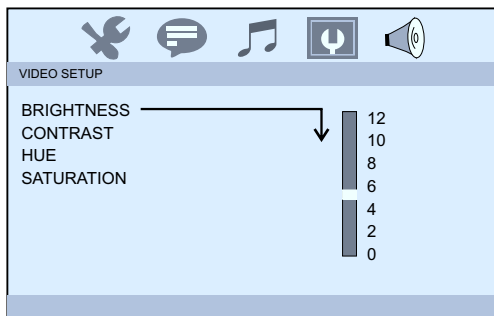 VIDEO SETUP
BRIGHTNESS
CONTRAST
HUE
SATURATION
12
10
8
6
4
2
0